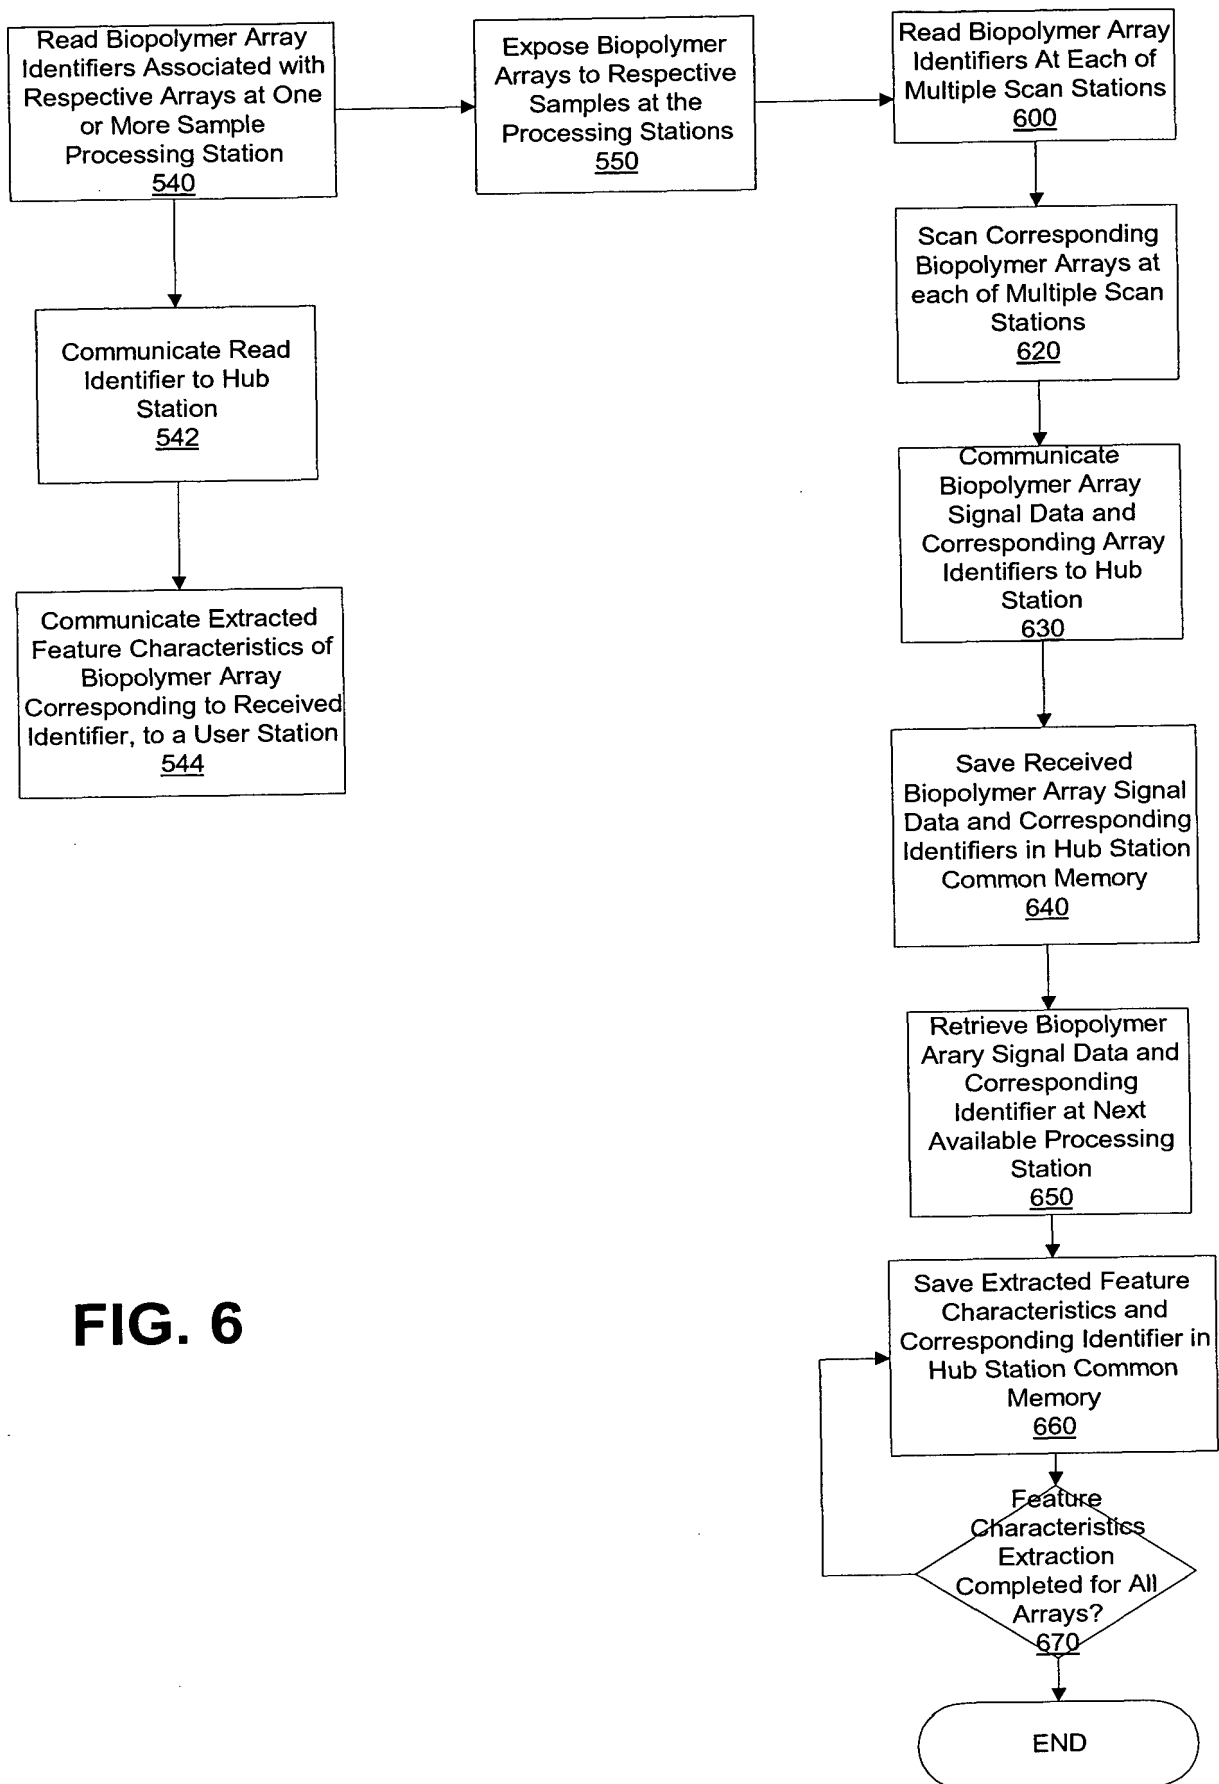 Read Biopolymer Array
Identifiers Associated with
Respective Arrays at One
or More Sample
Processing Station
540
Expose Biopolymer
Arrays to Respective
Samples at the
Processing Stations
550
Read Biopolymer Array
Identifiers At Each of
Multiple Scan Stations
600
Scan Corresponding
Biopolymer Arrays at
each of Multiple Scan
Stations
620
Communicate Read
Identifier to Hub
Station
542
Communicate
Biopolymer Array
Signal Data and
Corresponding Array
Identifiers to Hub
Station
630
Communicate Extracted
Feature Characteristics of
Biopolymer Array
Corresponding to Received
Identifier, to a User Station
544
Save Received
Biopolymer Array Signal
Data and Corresponding
Identifiers in Hub Station
Common Memory
640
Retrieve Biopolymer
Arary Signal Data and
Corresponding
Identifier at Next
Available Processing
Station
650
Save Extracted Feature
Characteristics and
Corresponding Identifier in
Hub Station Common
Memory
660
FIG. 6
Feature
Characteristics
Extraction
Completed for All
Arrays?
670
END